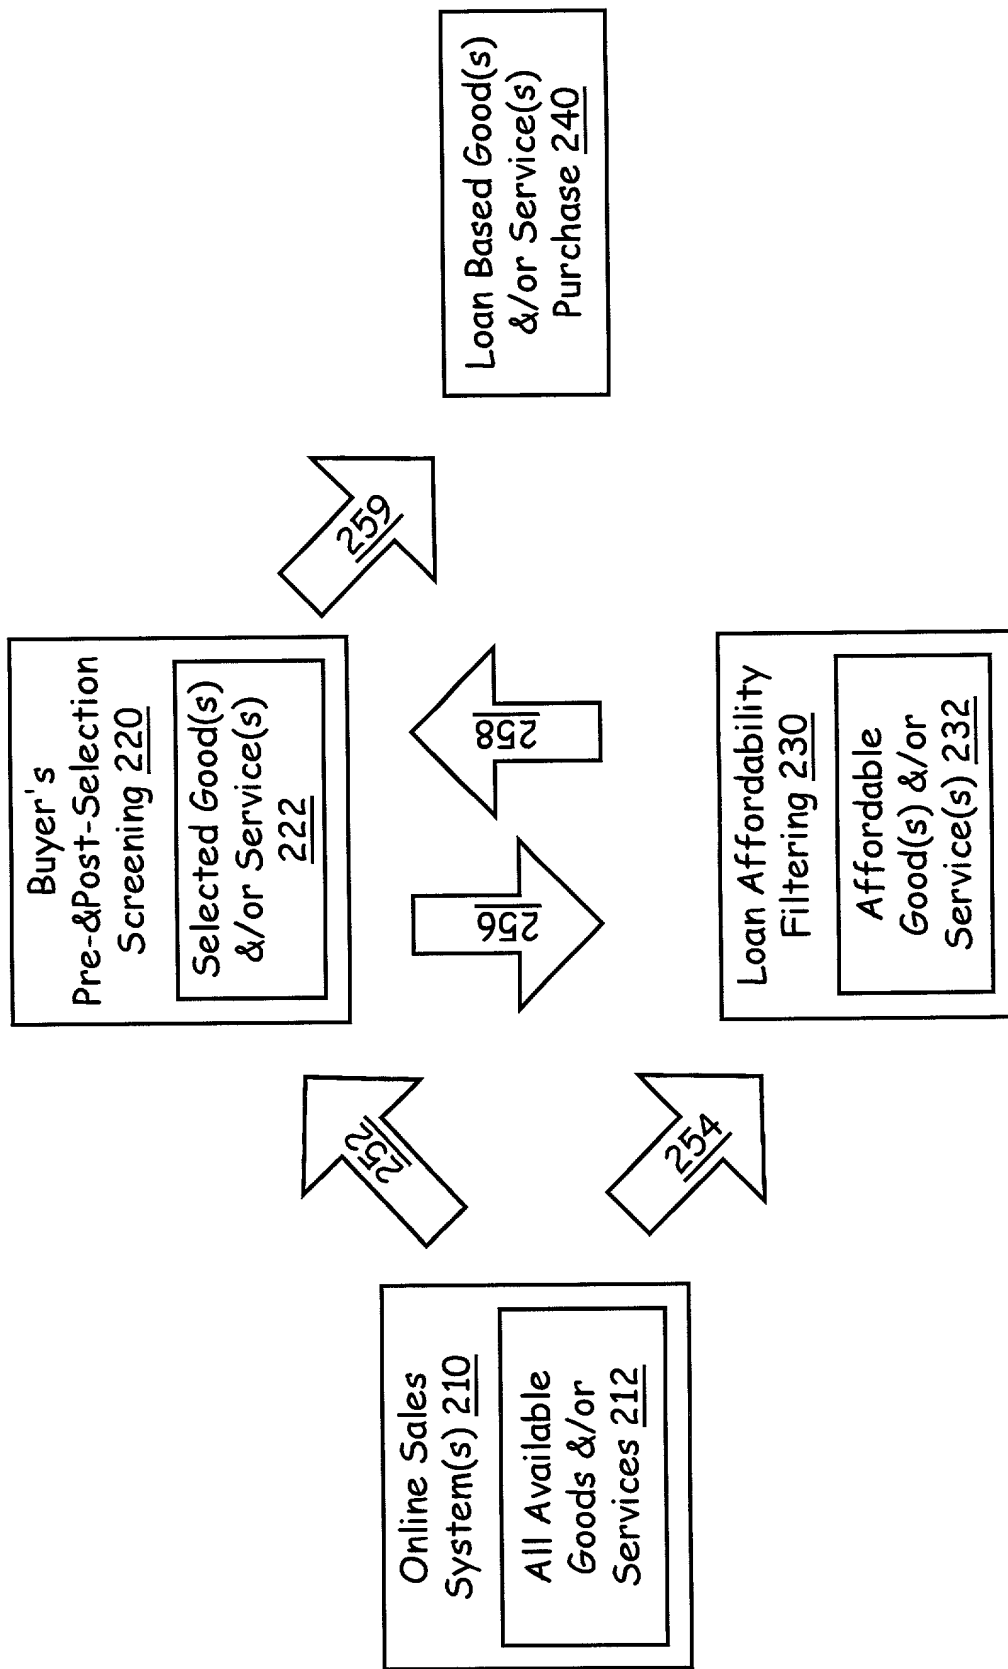 Online Sales
System(s) 210
All Available
Goods &/or
Services 212
252
254
Buyer's
Pre-&Post-Selection
Screening 220
Selected Good(s)
&/or Service(s)
222
256
258
Loan Affordability
Filtering 230
Affordable
Good(s) &/or
Service(s) 232
259
Loan Based Good(s)
&/or Service(s)
Purchase 240